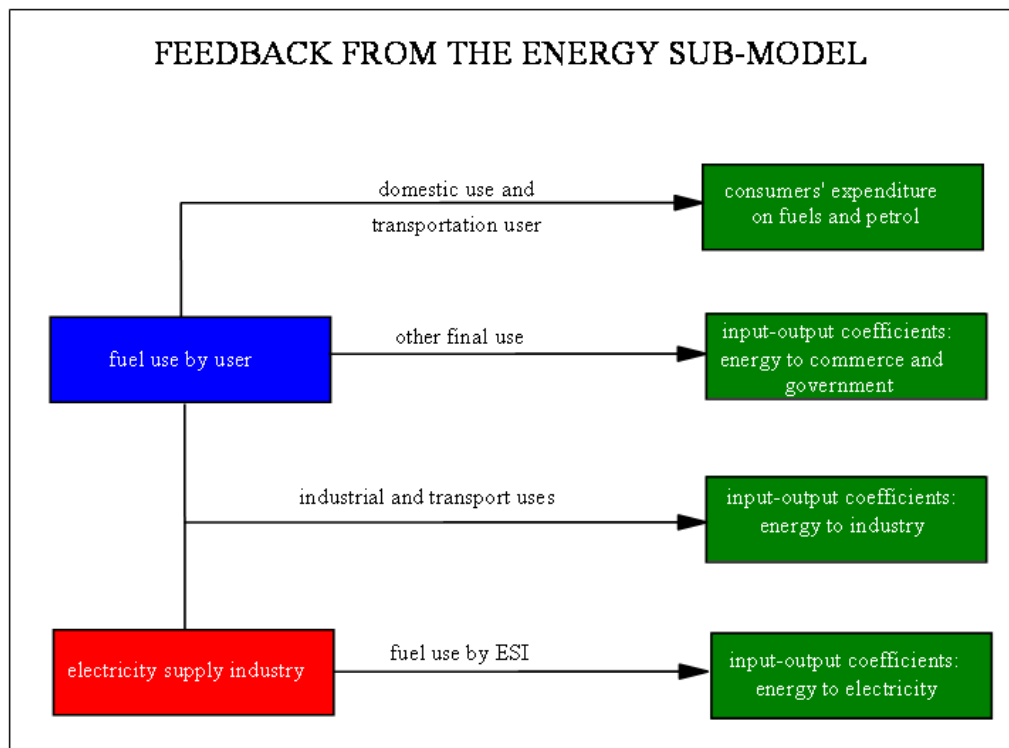 FEEDBACK FROM THE ENERGY SUB-MODEL
domestic use and
transportation user
consumers' expenditure
on fuels and petrol
fuel use by user
other final use
input-output coefficients:
energy to commerce and
government
industrial and transport uses
input-output coefficients:
energy to industry
electricity supply industry
fuel use by ESI
input-output coefficients:
energy to electricity